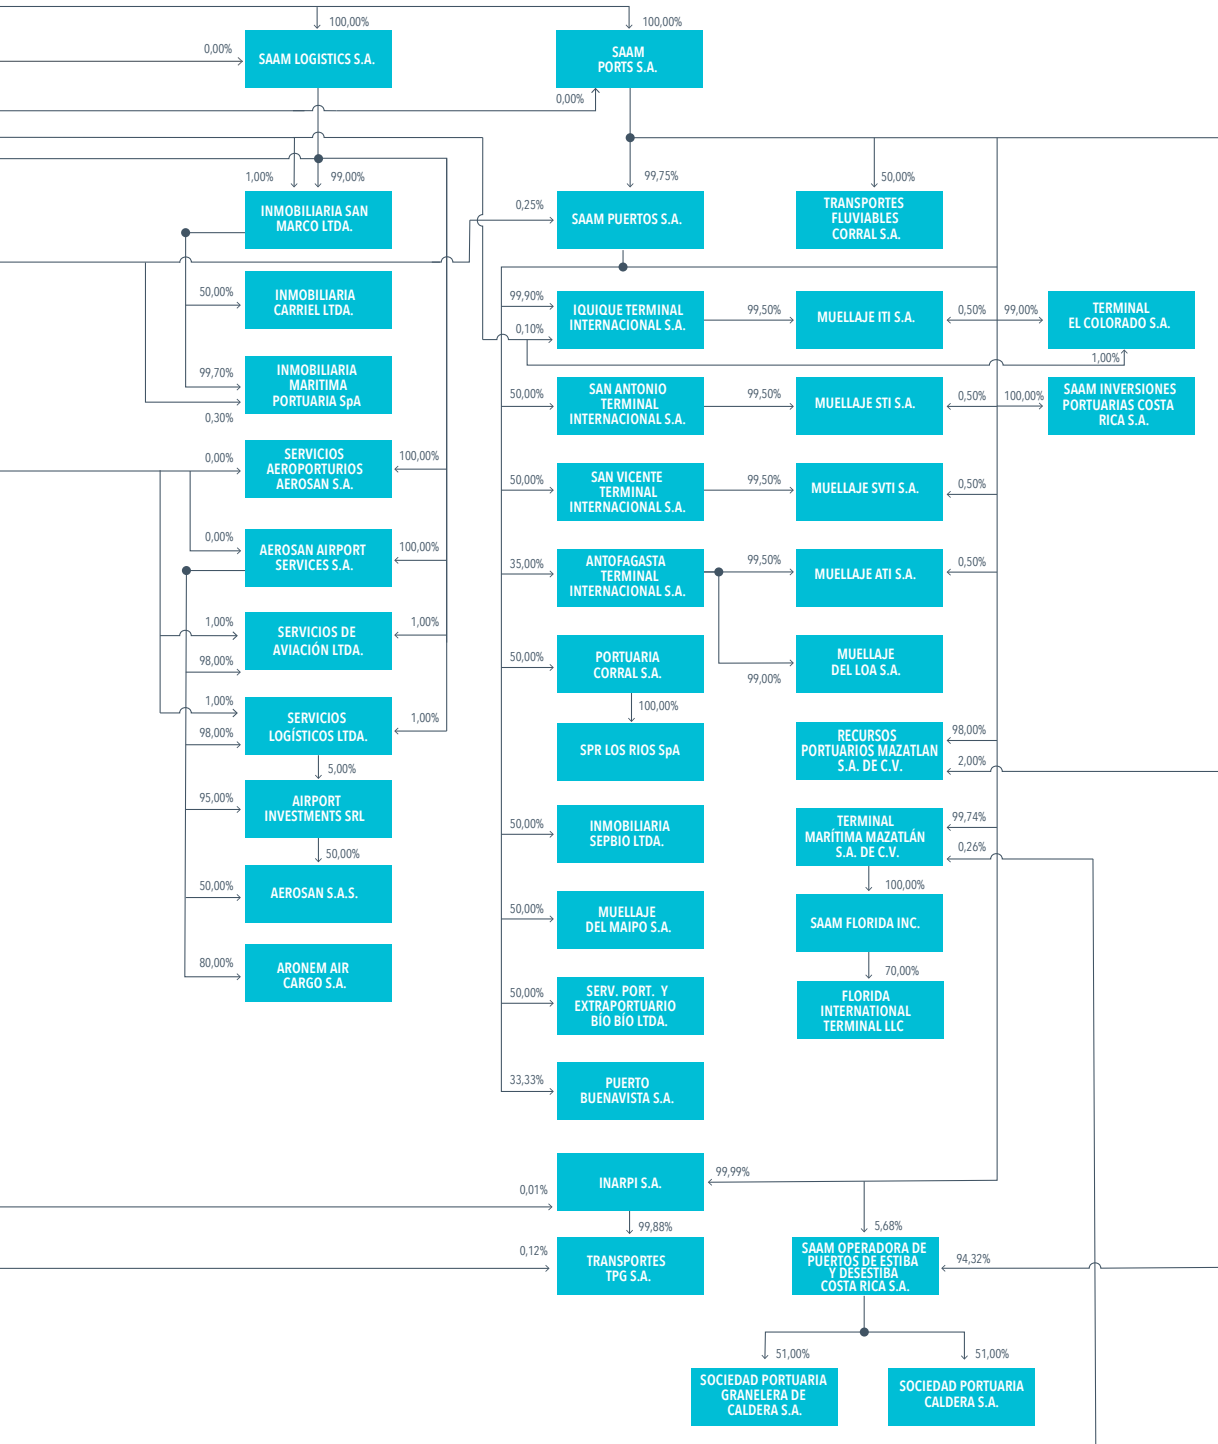 100,00%
100,00%
0,00%
SAAM LOGISTICS S.A.
SAAM
PORTS S.A.
0,00%
1,00%
99,00%
99,75%
50,00%
INMOBILIARIA SAN
MARCO LTDA.
0,25%
SAAM PUERTOS S.A.
TRANSPORTES
FLUVIABLES
CORRAL S.A.
50,00%
INMOBILIARIA
CARRIEL LTDA.
99,90%
0,10%
IQUIQUE TERMINAL
INTERNACIONAL S.A.
99,50%
MUELLAJE ITI S.A.
0,50%
99,00%
TERMINAL
EL COLORADO S.A.
1,00%
99,70%
0,30%
INMOBILIARIA
MARITIMA
PORTUARIA SpA
50,00%
SAN ANTONIO
TERMINAL
INTERNACIONAL S.A.
99,50%
MUELLAJE STI S.A.
0,50%
100,00%
SAAM INVERSIONES
PORTUARIAS COSTA
RICA S.A.
0,00%
SERVICIOS
AEROPORTURIOS
AEROSAN S.A.
100,00%
50,00%
SAN VICENTE
TERMINAL
INTERNACIONAL S.A.
99,50%
MUELLAJE SVTI S.A.
0,50%
0,00%
AEROSAN AIRPORT
SERVICES S.A.
100,00%
35,00%
ANTOFAGASTA
TERMINAL
INTERNACIONAL S.A.
99,50%
MUELLAJE ATI S.A.
0,50%
1,00%
98,00%
SERVICIOS DE
AVIACIÓN LTDA.
1,00%
50,00%
PORTUARIA
CORRAL S.A.
99,00%
MUELLAJE
DEL LOA S.A.
1,00%
98,00%
SERVICIOS
LOGÍSTICOS LTDA.
1,00%
100,00%
SPR LOS RIOS SpA
RECURSOS
PORTUARIOS MAZATLAN
S.A. DE C.V.
98,00%
2,00%
5,00%
95,00%
AIRPORT
INVESTMENTS SRL
50,00%
INMOBILIARIA
SEPBIO LTDA.
TERMINAL
MARÍTIMA MAZATLÁN
S.A. DE C.V.
99,74%
0,26%
50,00%
50,00%
AEROSAN S.A.S.
50,00%
MUELLAJE
DEL MAIPO S.A.
100,00%
SAAM FLORIDA INC.
80,00%
ARONEM AIR
CARGO S.A.
50,00%
SERV. PORT. Y
EXTRAPORTUARIO
BÍO BÍO LTDA.
70,00%
FLORIDA
INTERNATIONAL
TERMINAL LLC
33,33%
PUERTO
BUENAVISTA S.A.
0,01%
INARPI S.A.
99,99%
99,88%
5,68%
0,12%
TRANSPORTES
TPG S.A.
SAAM OPERADORA DE
PUERTOS DE ESTIBA
Y DESESTIBA
COSTA RICA S.A.
94,32%
51,00%
51,00%
SOCIEDAD PORTUARIA
GRANELERA DE
CALDERA S.A.
SOCIEDAD PORTUARIA
CALDERA S.A.